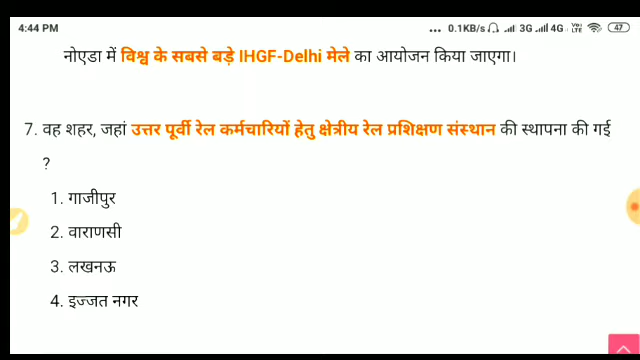 4:44 PM ... 0.1KB/s 3G 4G VoLTE 47
नोएडा में विश्व के सबसे बड़े IHGF-Delhi मेले का आयोजन किया जाएगा।
7. वह शहर, जहां उत्तर पूर्वी रेल कर्मचारियों हेतु क्षेत्रीय रेल प्रशिक्षण संस्थान की स्थापना की गई
?
1. गाजीपुर
2. वाराणसी
3. लखनऊ
4. इज्जत नगर